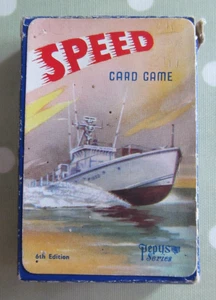 SPEED
CARD GAME
6th Edition
Pepys
Series